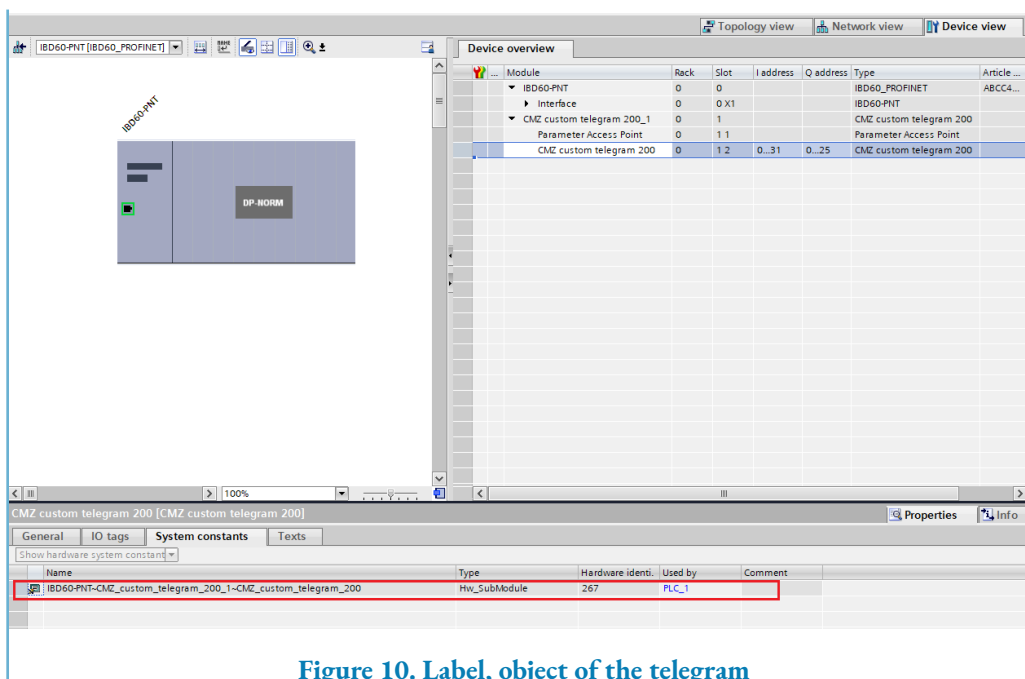 Topology view Network view Device view
IBD60-PNT [IBD60_PROFINET]
Device overview
... Module Rack Slot I address Q address Type Article ...
IBD60-PNT 0 0 IBD60_PROFINET ABCC4...
Interface 0 0 X1 IBD60-PNT
CMZ custom telegram 200_1 0 1 CMZ custom telegram 200
Parameter Access Point 0 1 1 Parameter Access Point
CMZ custom telegram 200 0 1 2 0...31 0...25 CMZ custom telegram 200
IBD60-PNT
DP-NORM
100%
CMZ custom telegram 200 [CMZ custom telegram 200]
Properties Info
General IO tags System constants Texts
Show hardware system constant
Name Type Hardware identi. Used by Comment
IBD60-PNT~CMZ_custom_telegram_200_1~CMZ_custom_telegram_200 Hw_SubModule 267 PLC_1
Figure 10. Label, object of the telegram